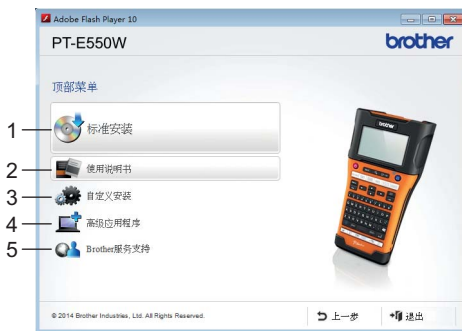 Adobe Flash Player 10
PT-E550W
brother
顶部菜单
1
标准安装
2
使用说明书
3
自定义安装
4
高级应用程序
5
Brother服务支持
brother
© 2014 Brother Industries, Ltd. All Rights Reserved.
上一步
退出